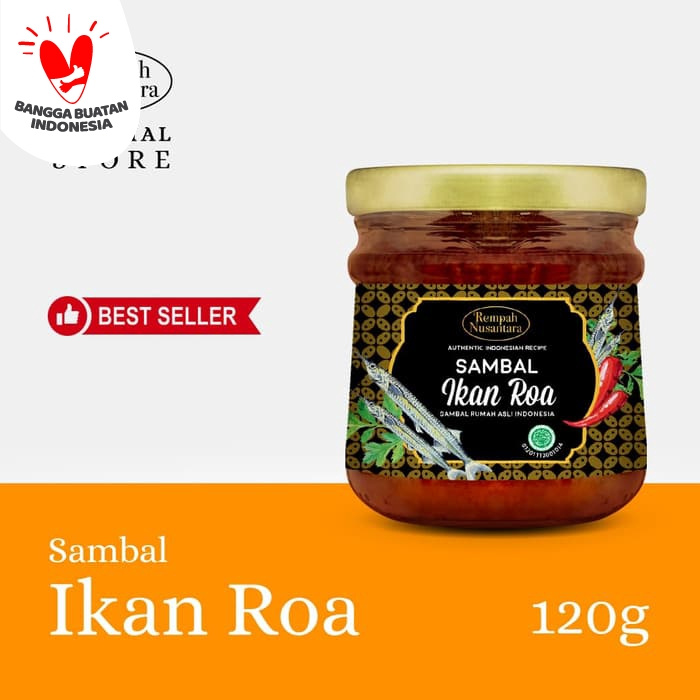 BANGGA BUATAN
INDONESIA
STORE
BEST SELLER
Rempah
Nusantara
AUTHENTIC INDONESIAN RECIPE
SAMBAL
Ikan Roa
SAMBAL RUMAH ASLI INDONESIA
Sambal
Ikan Roa
120g